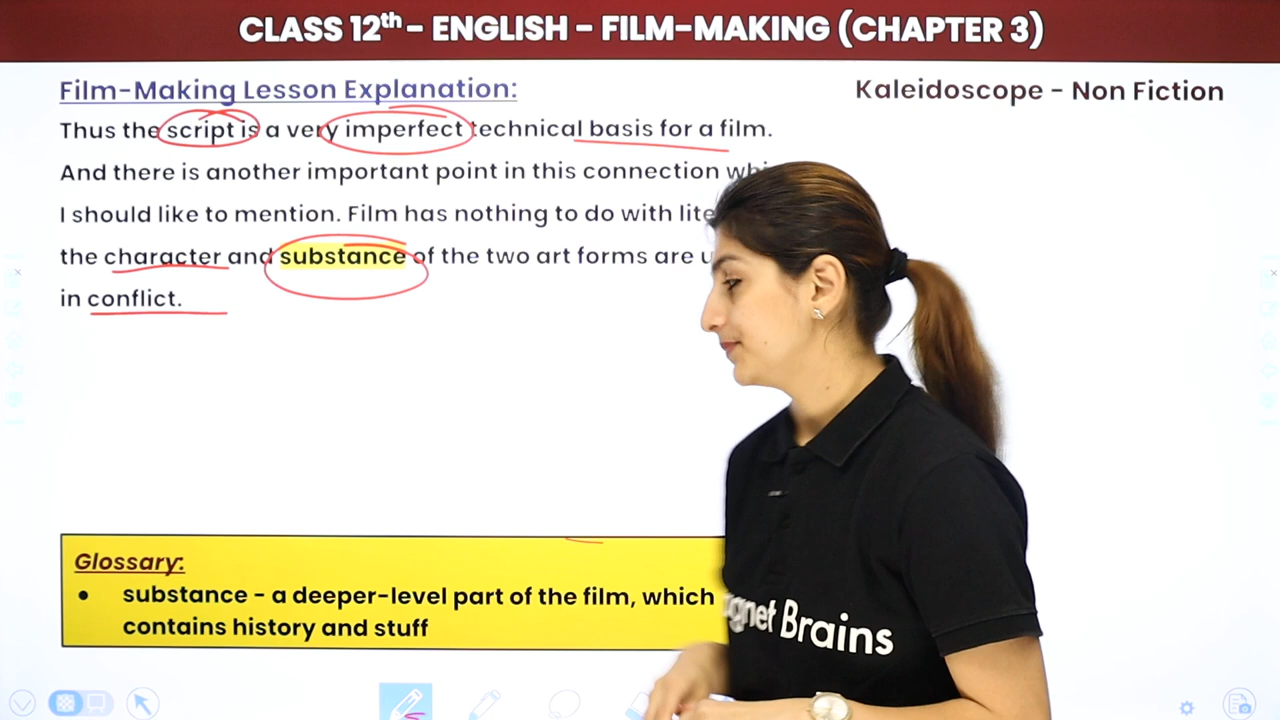 CLASS 12th - ENGLISH - FILM-MAKING (CHAPTER 3)
Film-Making Lesson Explanation:
Kaleidoscope - Non Fiction
Thus the script is a very imperfect technical basis for a film.
And there is another important point in this connection
I should like to mention. Film has nothing to do with
the character and substance of the two art forms are
in conflict.
Glossary:
• substance - a deeper-level part of the film, which
contains history and stuff
Brains